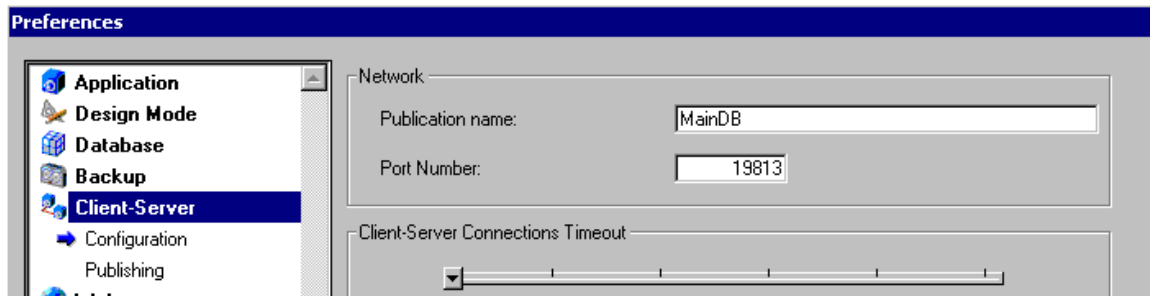 Preferences
Application
Design Mode
Database
Backup
Client-Server
Configuration
Publishing
Network
Publication name: MainDB
Port Number: 19813
Client-Server Connections Timeout